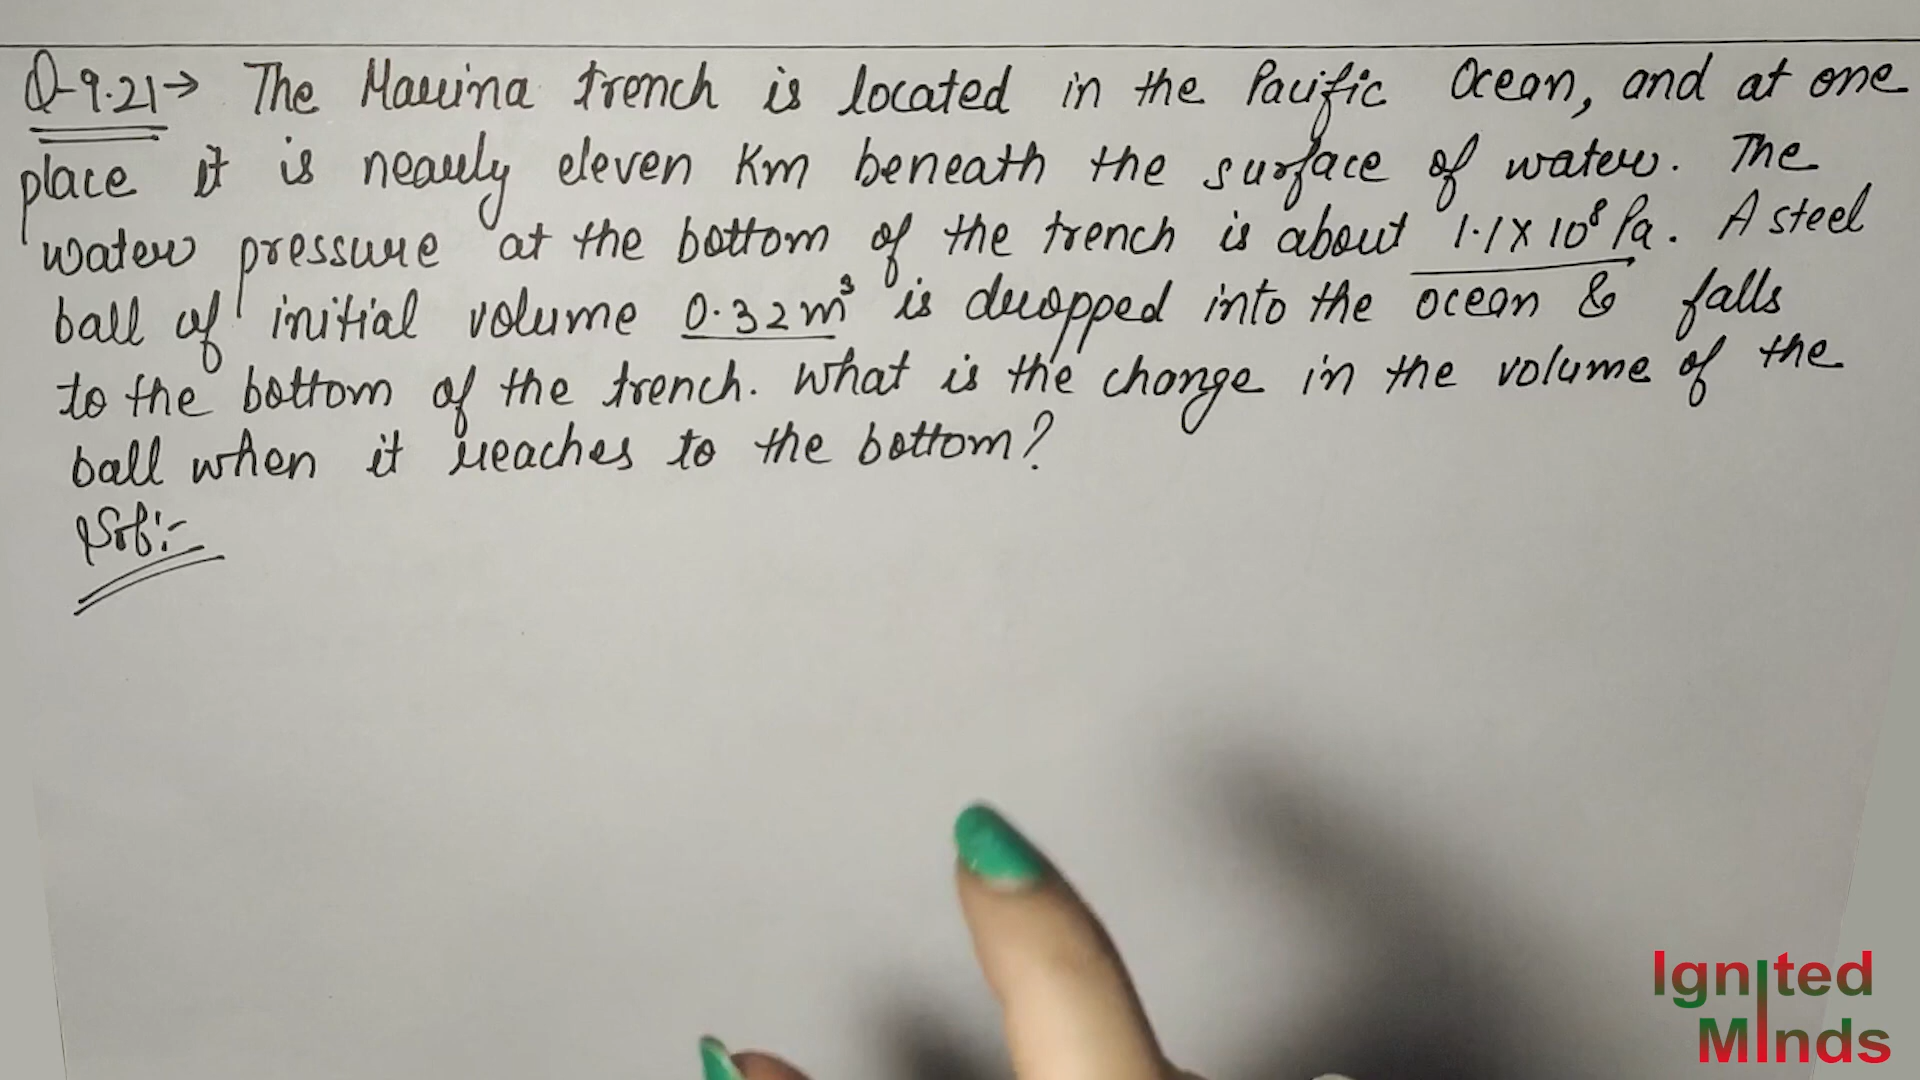 Q-9.21→ The Marina trench is located in the Pacific Ocean, and at one
place it is nearly eleven Km beneath the surface of water. The
water pressure at the bottom of the trench is about 1.1x10⁸ Pa. A steel
ball of initial volume 0.32m³ is dropped into the ocean & falls
to the bottom of the trench. What is the change in the volume of the
ball when it reaches to the bottom?
Sol:-
Ignited
Minds